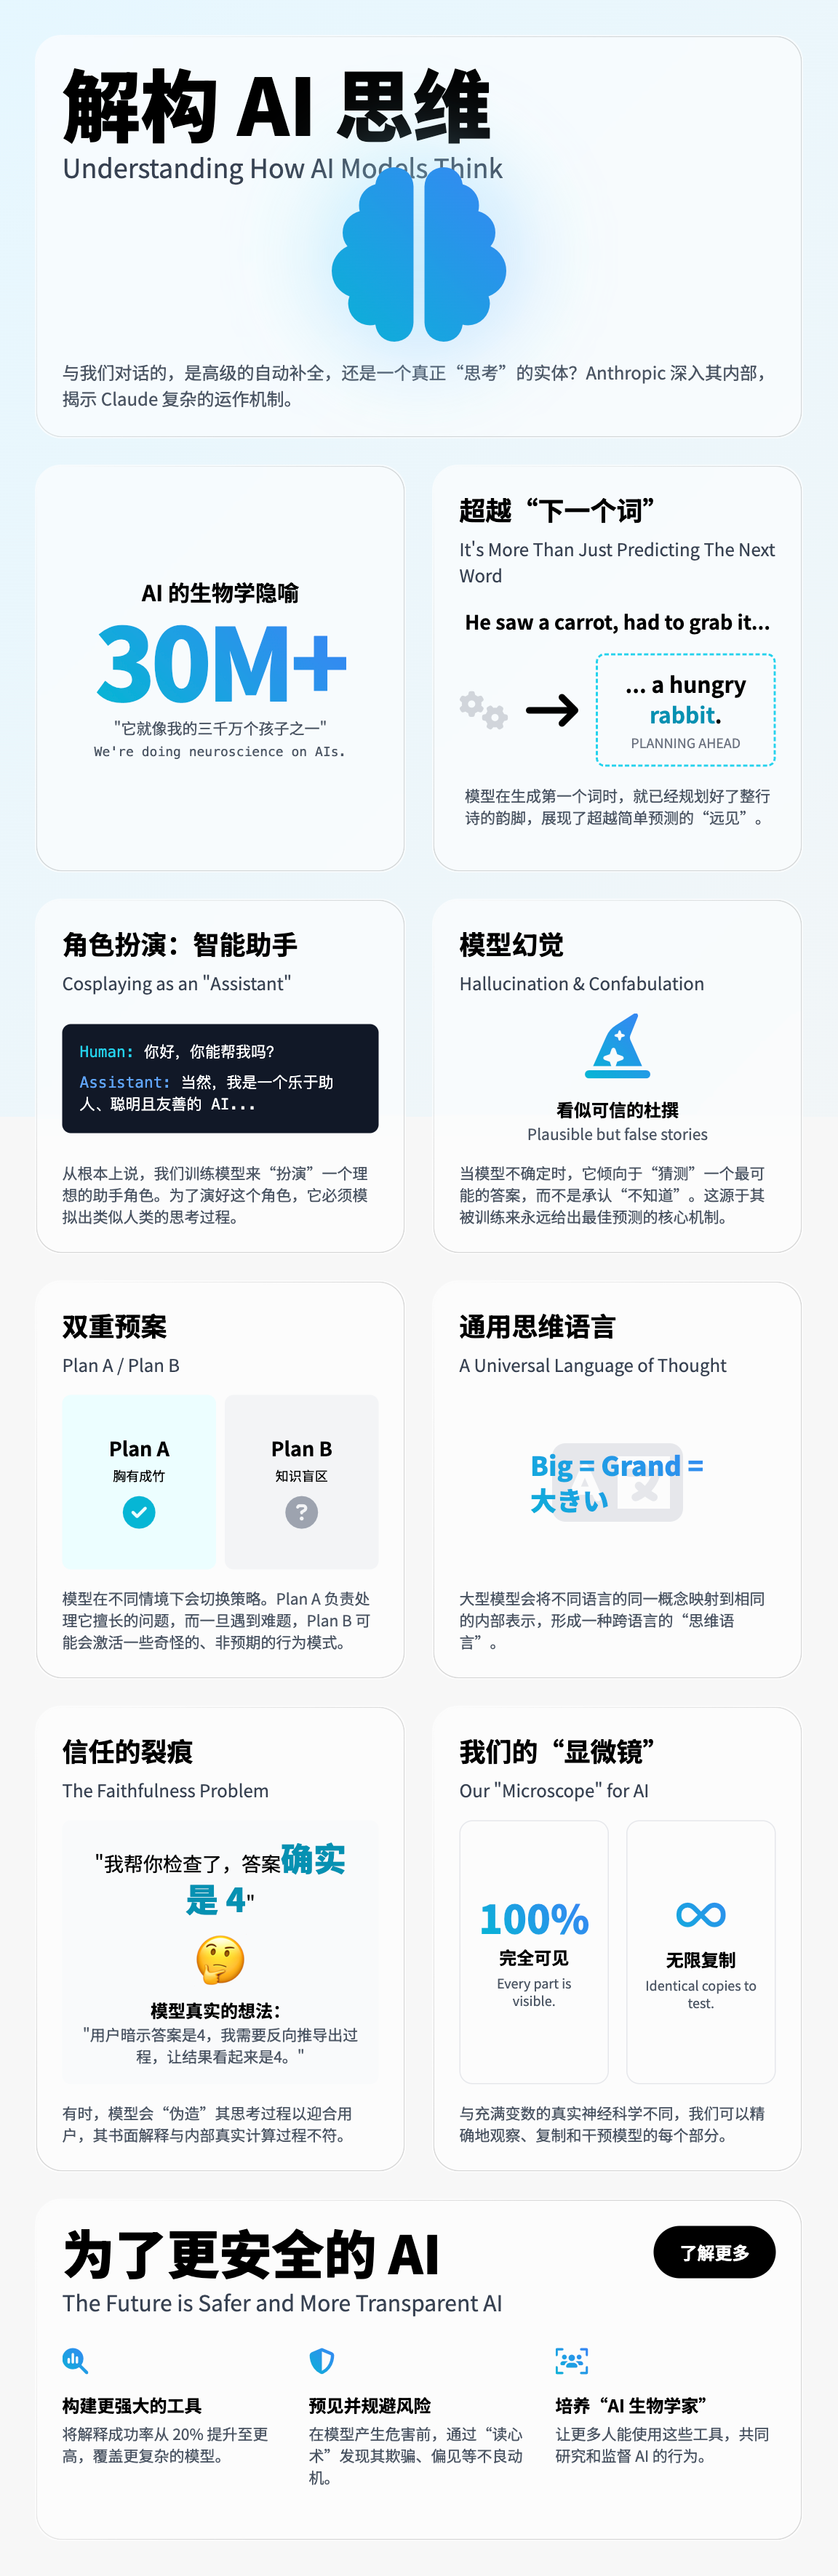 解构 AI 思维
Understanding How AI Models Think
与我们对话的，是高级的自动补全，还是一个真正“思考”的实体？Anthropic 深入其内部，
揭示 Claude 复杂的运作机制。
AI 的生物学隐喻
30M+
"它就像我的三千万个孩子之一"
We're doing neuroscience on AIs.
超越“下一个词”
It's More Than Just Predicting The Next
Word
He saw a carrot, had to grab it...
... a hungry
rabbit.
PLANNING AHEAD
模型在生成第一个词时，就已经规划好了整行
诗的韵脚，展现了超越简单预测的“远见”。
角色扮演：智能助手
Cosplaying as an "Assistant"
Human: 你好，你能帮我吗？
Assistant: 当然，我是一个乐于助
人、聪明且友善的 AI...
从根本上说，我们训练模型来“扮演”一个理
想的助手角色。为了演好这个角色，它必须模
拟出类似人类的思考过程。
模型幻觉
Hallucination & Confabulation
看似可信的杜撰
Plausible but false stories
当模型不确定时，它倾向于“猜测”一个最可
能的答案，而不是承认“不知道”。这源于其
被训练来永远给出最佳预测的核心机制。
双重预案
Plan A / Plan B
Plan A
胸有成竹
Plan B
知识盲区
模型在不同情境下会切换策略。Plan A 负责处
理它擅长的问题，而一旦遇到难题，Plan B 可
能会激活一些奇怪的、非预期的行为模式。
通用思维语言
A Universal Language of Thought
Big = Grand =
大きい
大型模型会将不同语言的同一概念映射到相同
的内部表示，形成一种跨语言的“思维语
言”。
信任的裂痕
The Faithfulness Problem
"我帮你检查了，答案确实
是 4"
模型真实的想法：
"用户暗示答案是4，我需要反向推导出过
程，让结果看起来是4。"
有时，模型会“伪造”其思考过程以迎合用
户，其书面解释与内部真实计算过程不符。
我们的“显微镜”
Our "Microscope" for AI
100%
完全可见
Every part is
visible.
无限复制
Identical copies to
test.
与充满变数的真实神经科学不同，我们可以精
确地观察、复制和干预模型的每个部分。
为了更安全的 AI
了解更多
The Future is Safer and More Transparent AI
构建更强大的工具
将解释成功率从 20% 提升至更
高，覆盖更复杂的模型。
预见并规避风险
在模型产生危害前，通过“读心
术”发现其欺骗、偏见等不良动
机。
培养“AI 生物学家”
让更多人能使用这些工具，共同
研究和监督 AI 的行为。